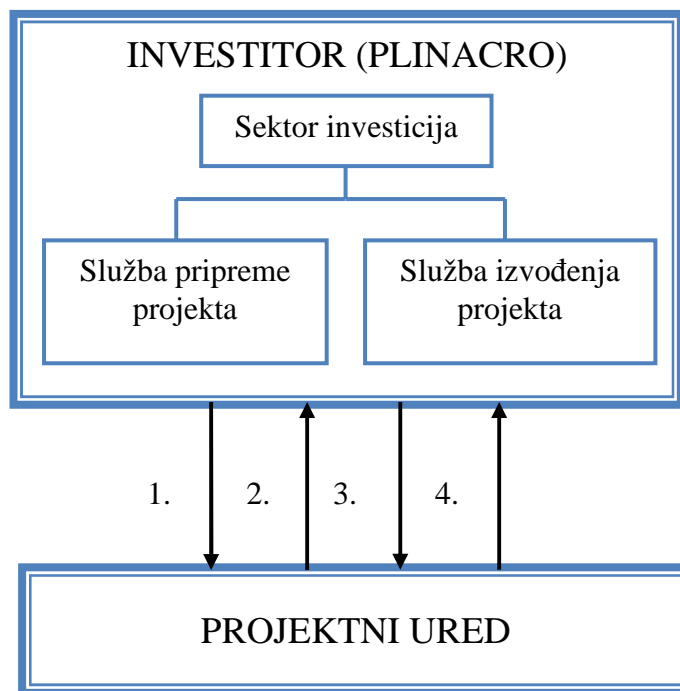 INVESTITOR (PLINACRO)
Sektor investicija
Služba pripreme
projekta
Služba izvođenja
projekta
1. 2. 3. 4.
PROJEKTNI URED